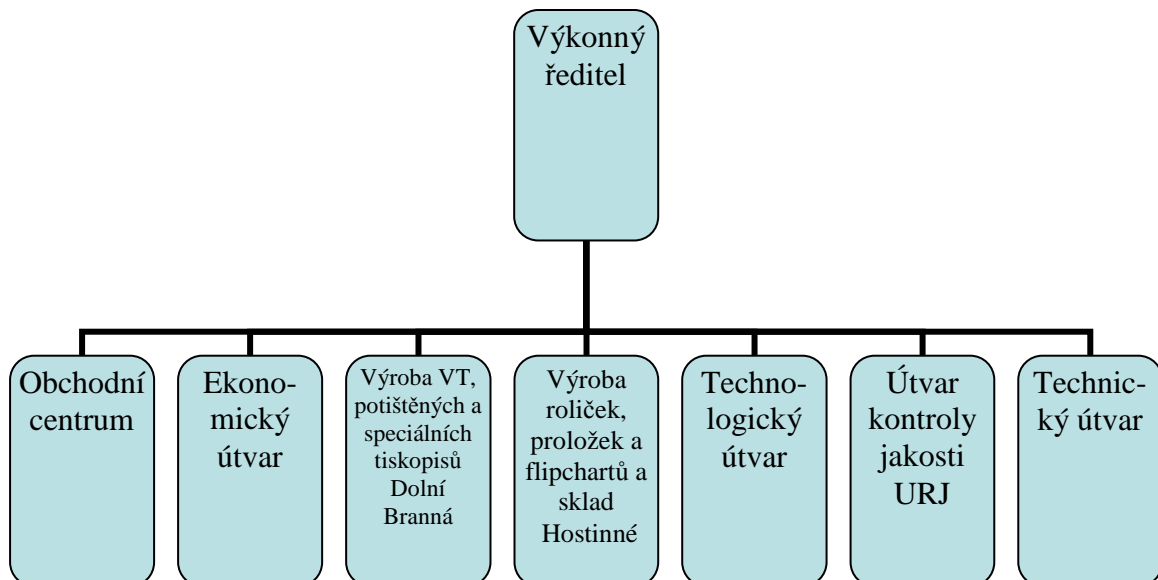 Výkonný
ředitel
Obchodní
centrum
Ekono-
mický
útvar
Výroba VT,
potištěných a
speciálních
tiskopisů
Dolní
Branná
Výroba
roliček,
proložek a
flipchartů a
sklad
Hostinné
Techno-
logický
útvar
Útvar
kontroly
jakosti
URJ
Technic-
ký útvar